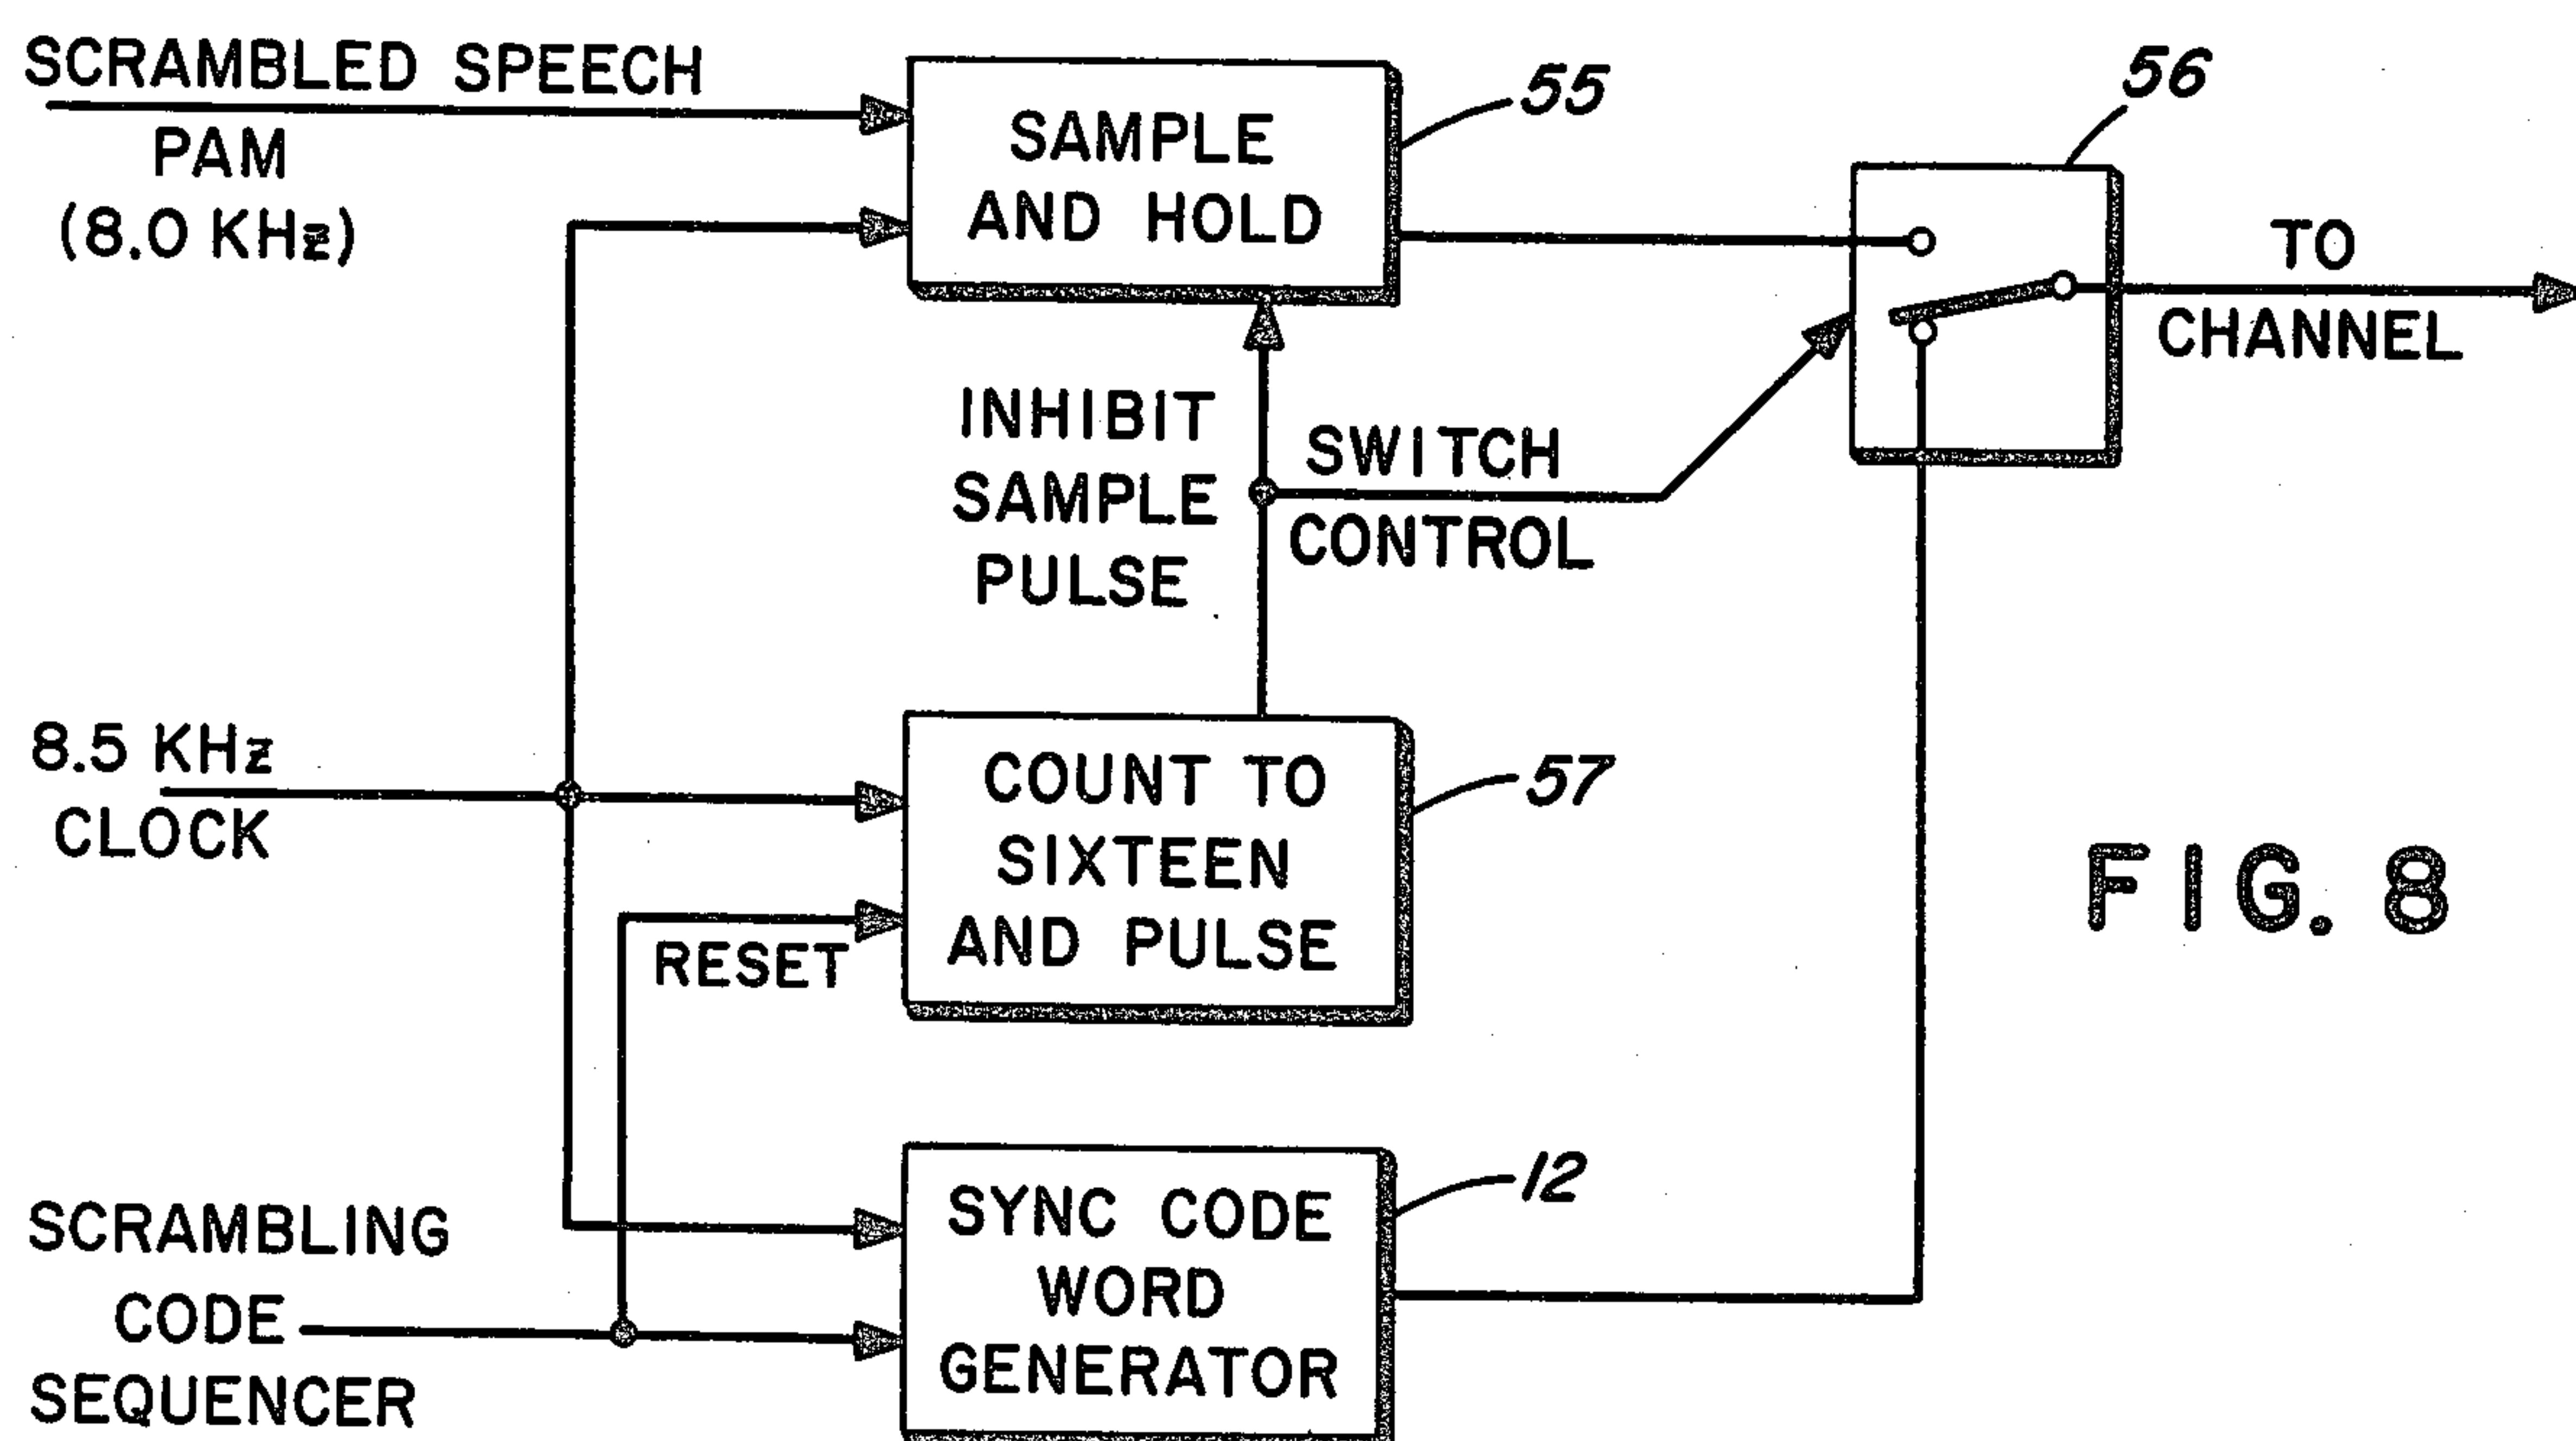 SCRAMBLED SPEECH
PAM
(8.0 KHz)
SAMPLE
AND HOLD
55
56
TO
CHANNEL
INHIBIT
SAMPLE
PULSE
SWITCH
CONTROL
8.5 KHz
CLOCK
COUNT TO
SIXTEEN
AND PULSE
57
RESET
FIG. 8
SCRAMBLING
CODE
SEQUENCER
SYNC CODE
WORD
GENERATOR
12